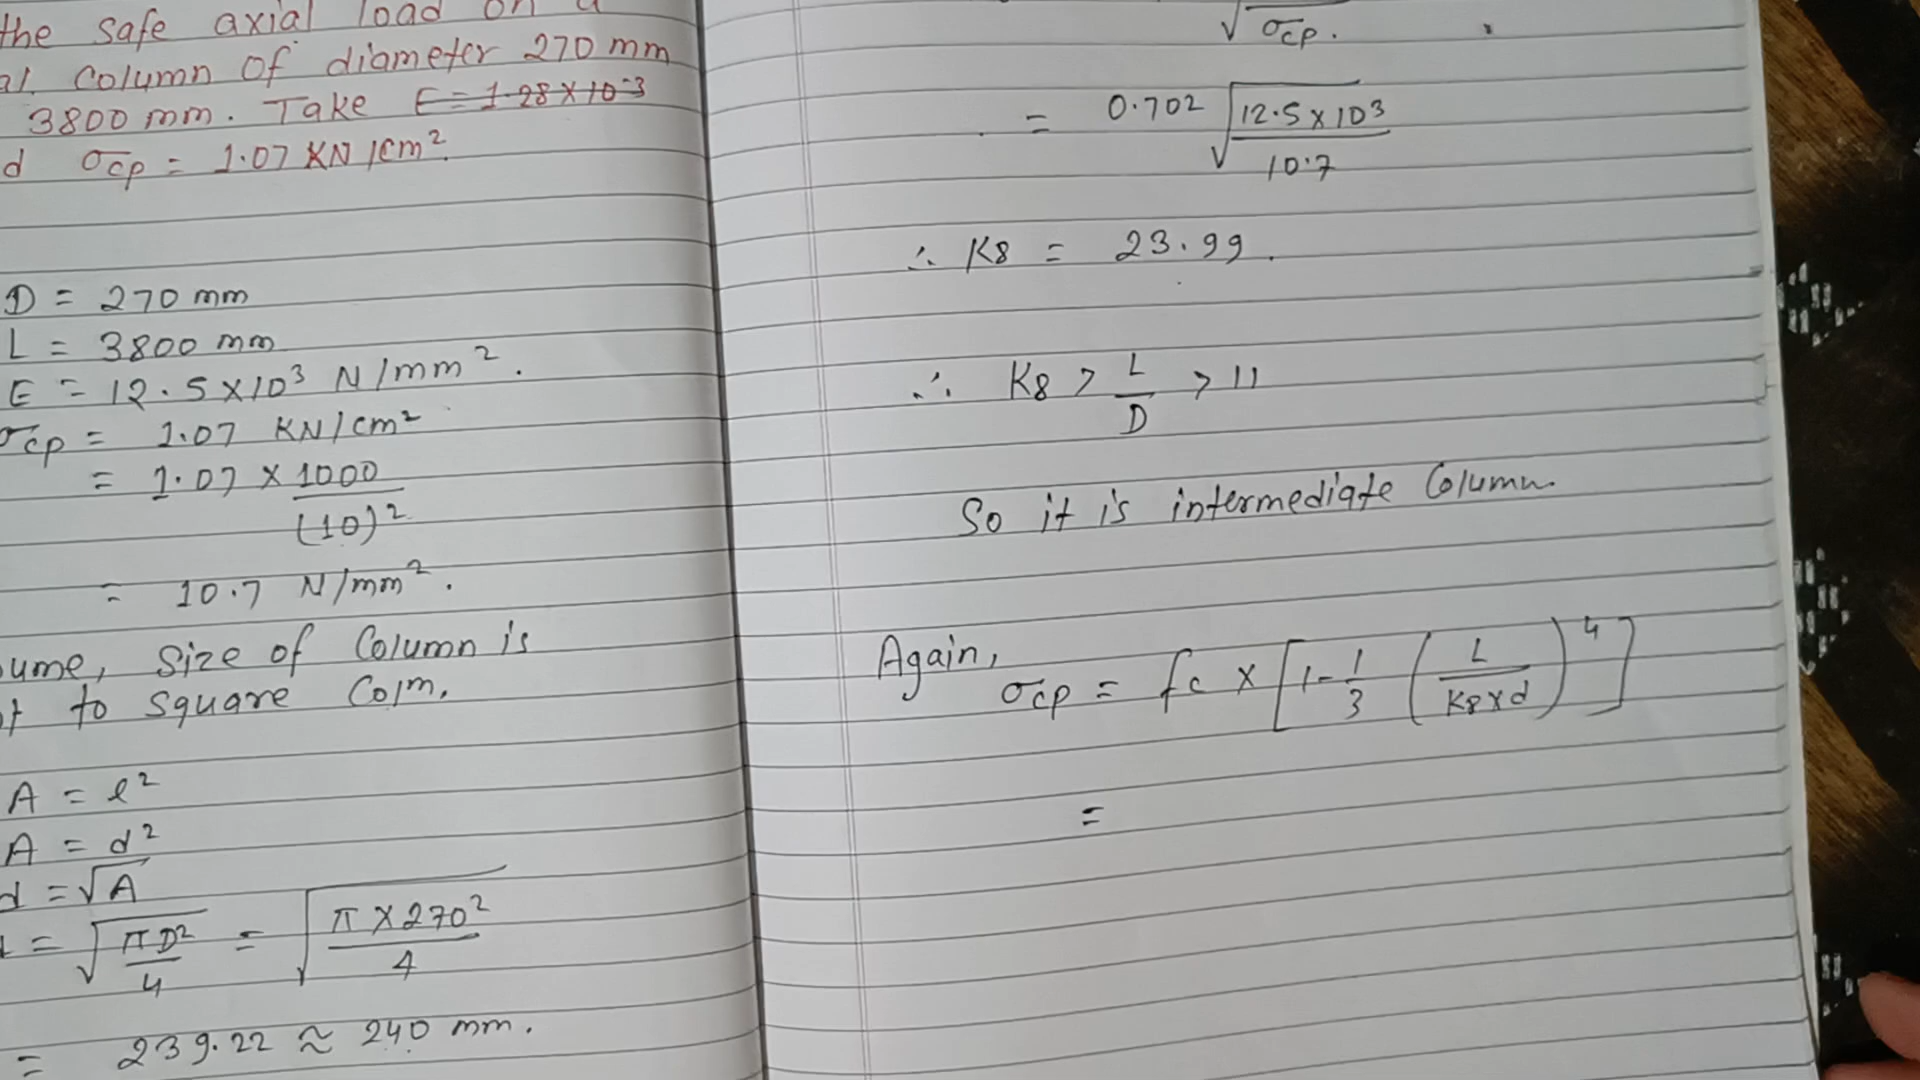 the safe axial load on a
al. column of diameter 270 mm
3800 mm. Take E = 1.28 × 10⁻³
d σcp = 1.07 KN/cm².
D = 270 mm
L = 3800 mm
E = 12.5 × 10³ N/mm².
σcp = 1.07 KN/cm²
= 1.07 × 1000 / (10)²
= 10.7 N/mm².
ume, size of column is
t to square colm.
A = l²
A = d²
d = √A
= √(πD²/4) = √(π × 270²/4)
= 239.22 ≈ 240 mm.
√σcp.
= 0.702 √(12.5 × 10³/10.7)
∴ K8 = 23.99.
∴ K8 > L/D > 11
So it is intermediate column.
Again,
σcp = fc × [1 - 1/3 (L/(K8 × d))⁴]
=